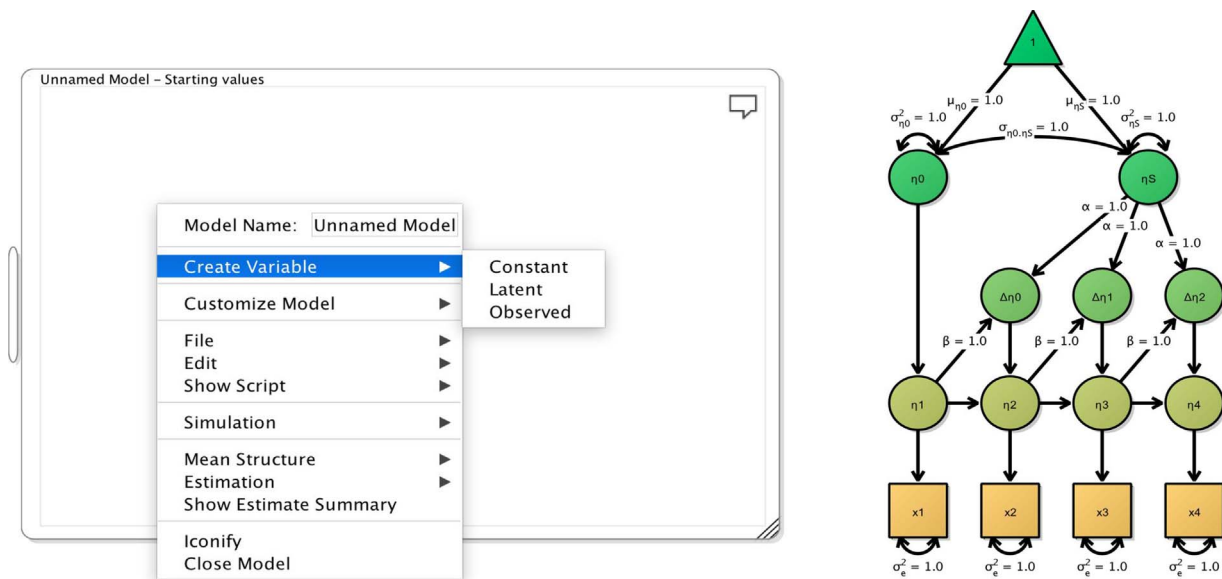 Unnamed Model – Starting values
Model Name: Unnamed Model
Create Variable
Constant
Latent
Observed
Customize Model
File
Edit
Show Script
Simulation
Mean Structure
Estimation
Show Estimate Summary
Iconify
Close Model
1
μη0 = 1.0
μηS = 1.0
σ²η0 = 1.0
σ²ηS = 1.0
ση0.ηS = 1.0
η0
ηS
α = 1.0
α = 1.0
α = 1.0
Δη0
Δη1
Δη2
β = 1.0
β = 1.0
β = 1.0
η1
η2
η3
η4
x1
x2
x3
x4
σ²e = 1.0
σ²e = 1.0
σ²e = 1.0
σ²e = 1.0